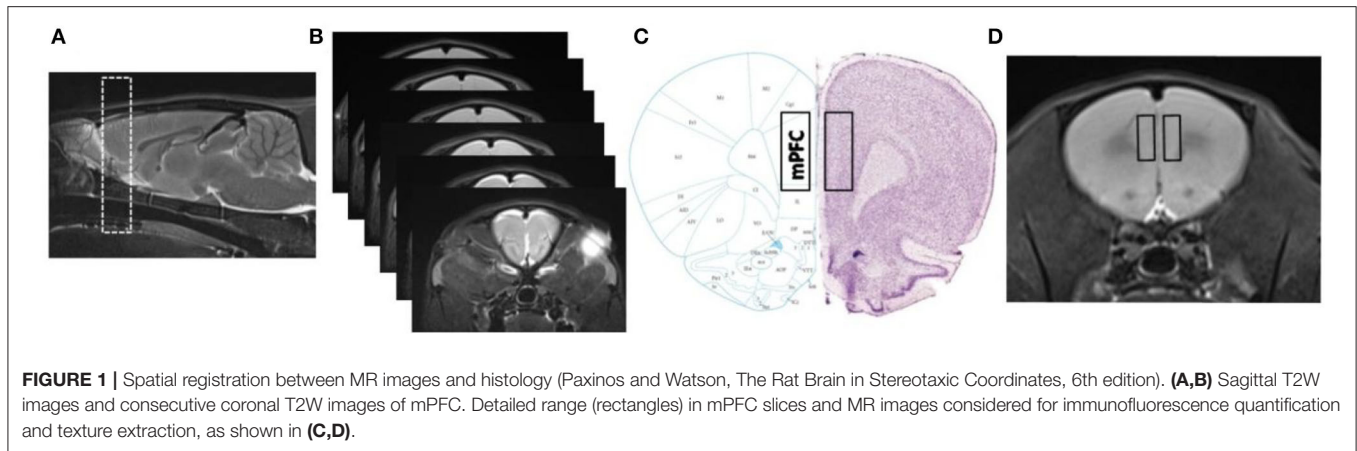 A
B
C
D
mPFC
FIGURE 1 | Spatial registration between MR images and histology (Paxinos and Watson, The Rat Brain in Stereotaxic Coordinates, 6th edition). (A,B) Sagittal T2W
images and consecutive coronal T2W images of mPFC. Detailed range (rectangles) in mPFC slices and MR images considered for immunofluorescence quantification
and texture extraction, as shown in (C,D).